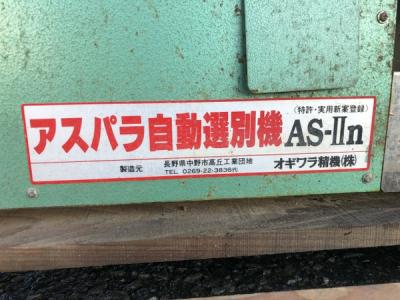 (特許・実用新案登録)
アスパラ自動選別機 AS-Ⅱn
製造元 長野県中野市高丘工業団地 オギワラ精機(株)
TEL. 0269-22-3836(代)